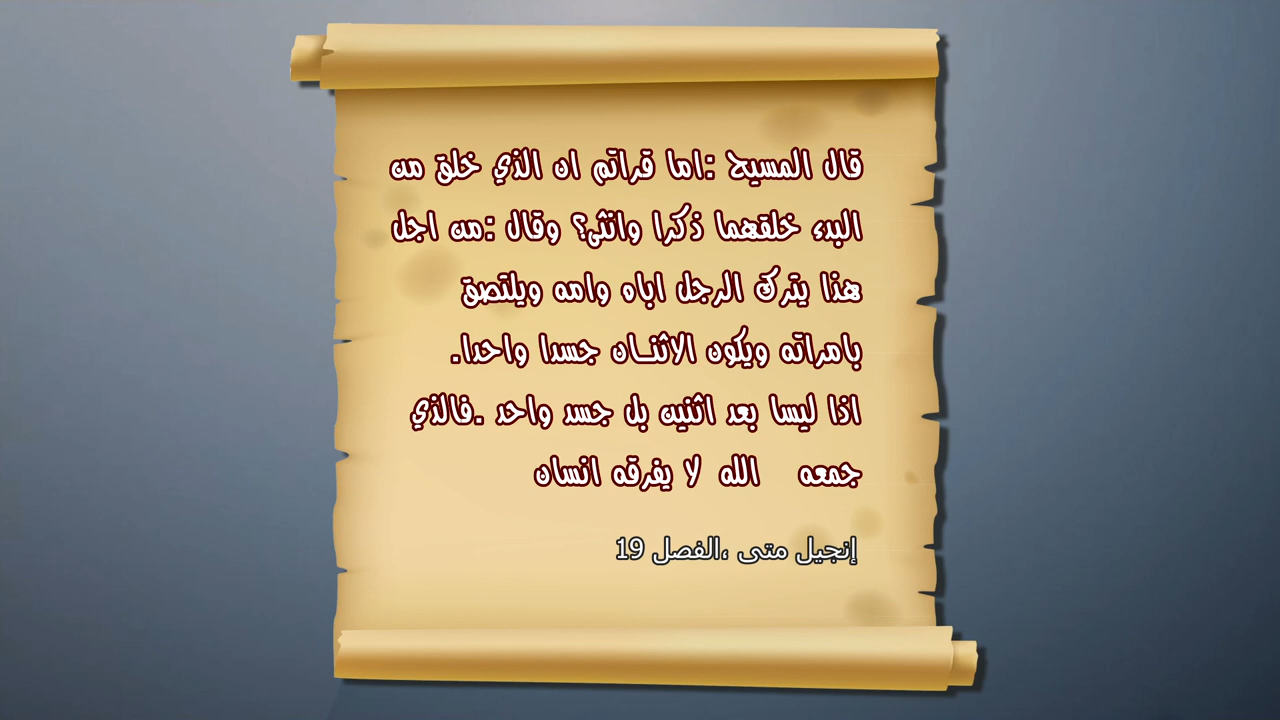 قال المسيح :اما قراتم ان الذي خلق من
البدء خلقهما ذكرا وانثى؟ وقال :من اجل
هذا يترك الرجل اباه وامه ويلتصق
بامراته ويكون الاثنـان جسدا واحدا.
اذا ليسا بعد اثنين بل جسد واحد .فالذي
جمعه الله لا يفرقه انسان
إنجيل متى ،الفصل 19